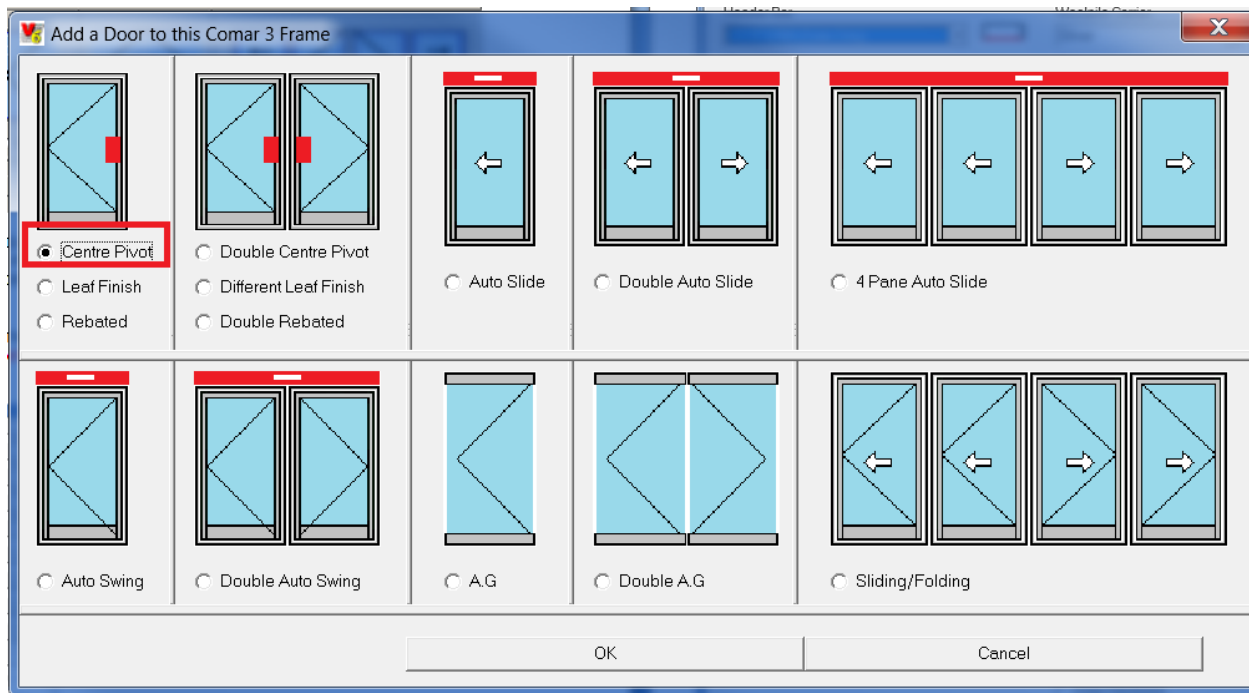 Add a Door to this Comar 3 Frame
X
Centre Pivot
Leaf Finish
Rebated
Double Centre Pivot
Different Leaf Finish
Double Rebated
Auto Slide
Double Auto Slide
4 Pane Auto Slide
Auto Swing
Double Auto Swing
A.G
Double A.G
Sliding/Folding
OK
Cancel